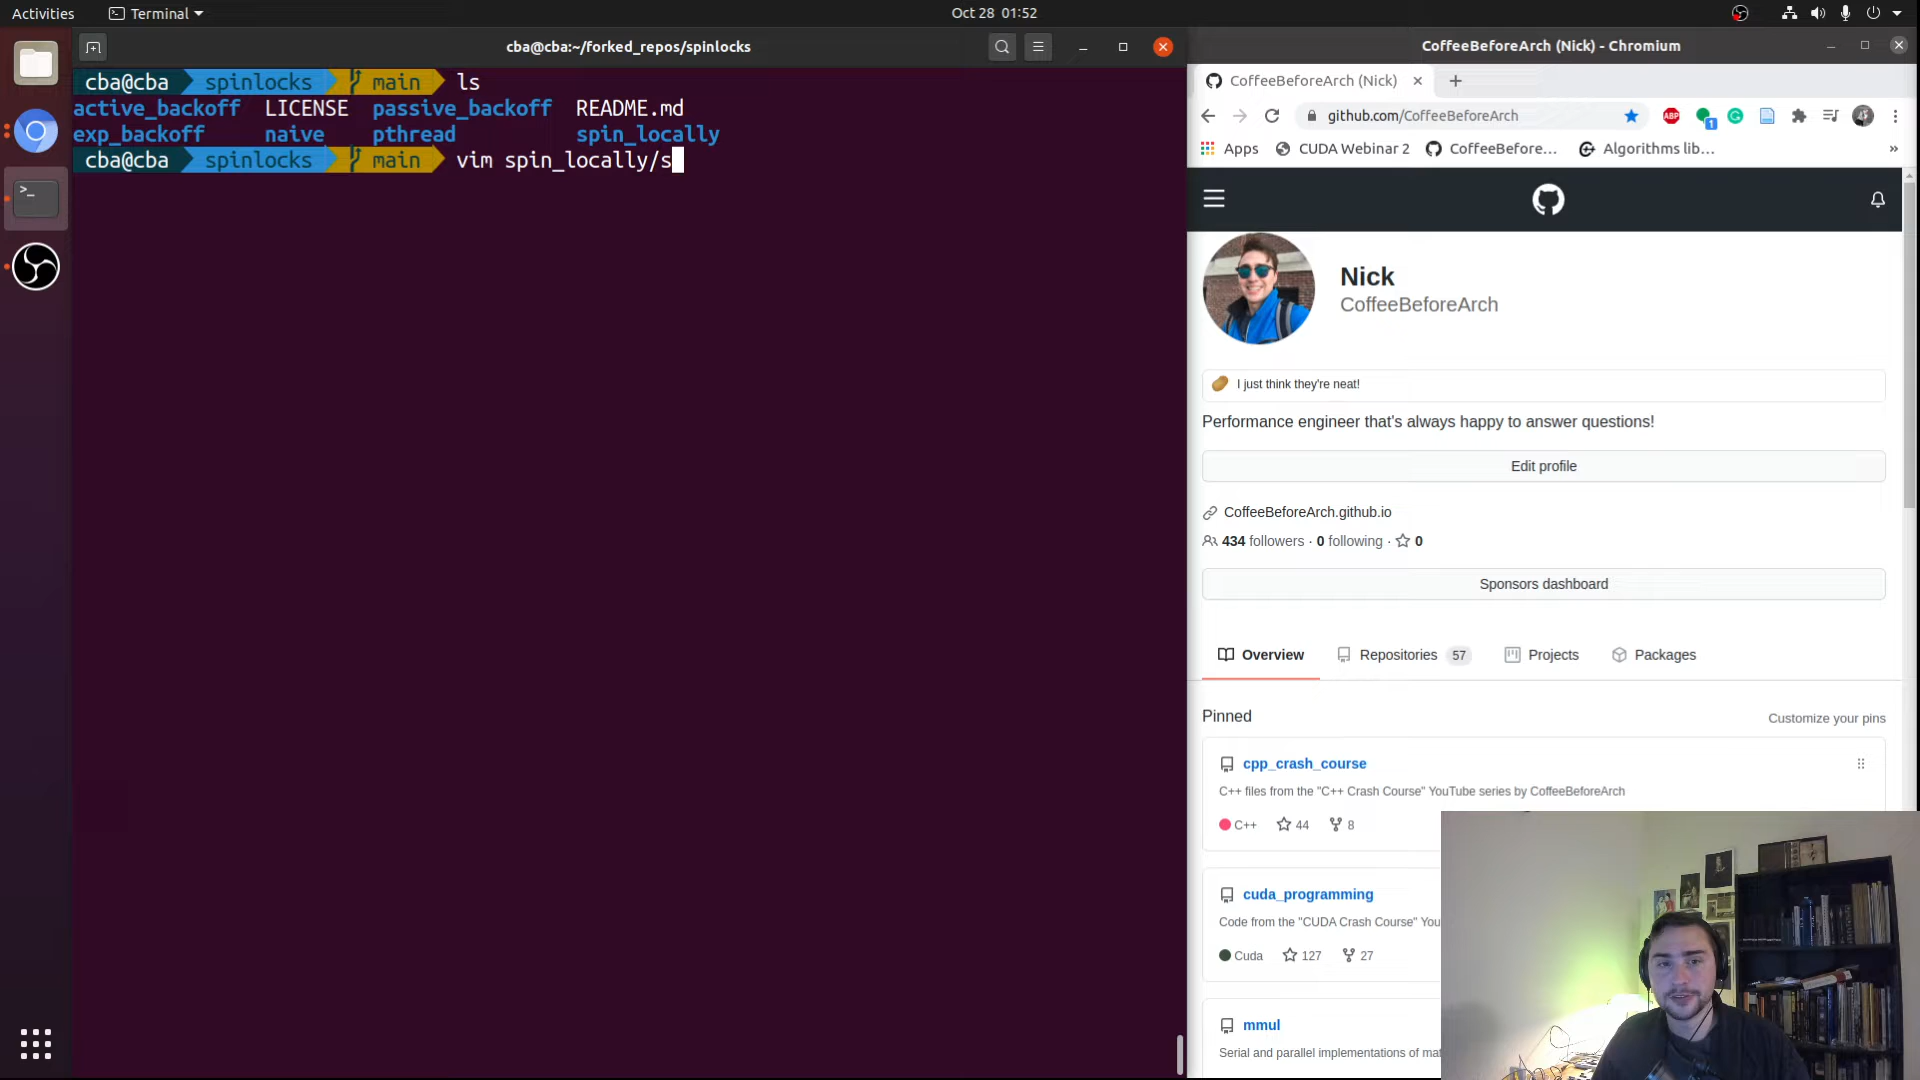 Activities
Terminal
Oct 28 01:52
cba@cba:~/forked_repos/spinlocks
cba@cba spinlocks main ls
active_backoff LICENSE passive_backoff README.md
exp_backoff naive pthread spin_locally
cba@cba spinlocks main vim spin_locally/s
CoffeeBeforeArch (Nick) - Chromium
CoffeeBeforeArch (Nick)
github.com/CoffeeBeforeArch
ABP
1
Apps CUDA Webinar 2 CoffeeBefore… Algorithms lib… »
Nick
CoffeeBeforeArch
I just think they're neat!
Performance engineer that's always happy to answer questions!
Edit profile
CoffeeBeforeArch.github.io
434 followers · 0 following · 0
Sponsors dashboard
Overview Repositories 57 Projects Packages
Pinned
Customize your pins
cpp_crash_course
C++ files from the "C++ Crash Course" YouTube series by CoffeeBeforeArch
C++ 44 8
cuda_programming
Code from the "CUDA Crash Course" You
Cuda 127 27
mmul
Serial and parallel implementations of mat